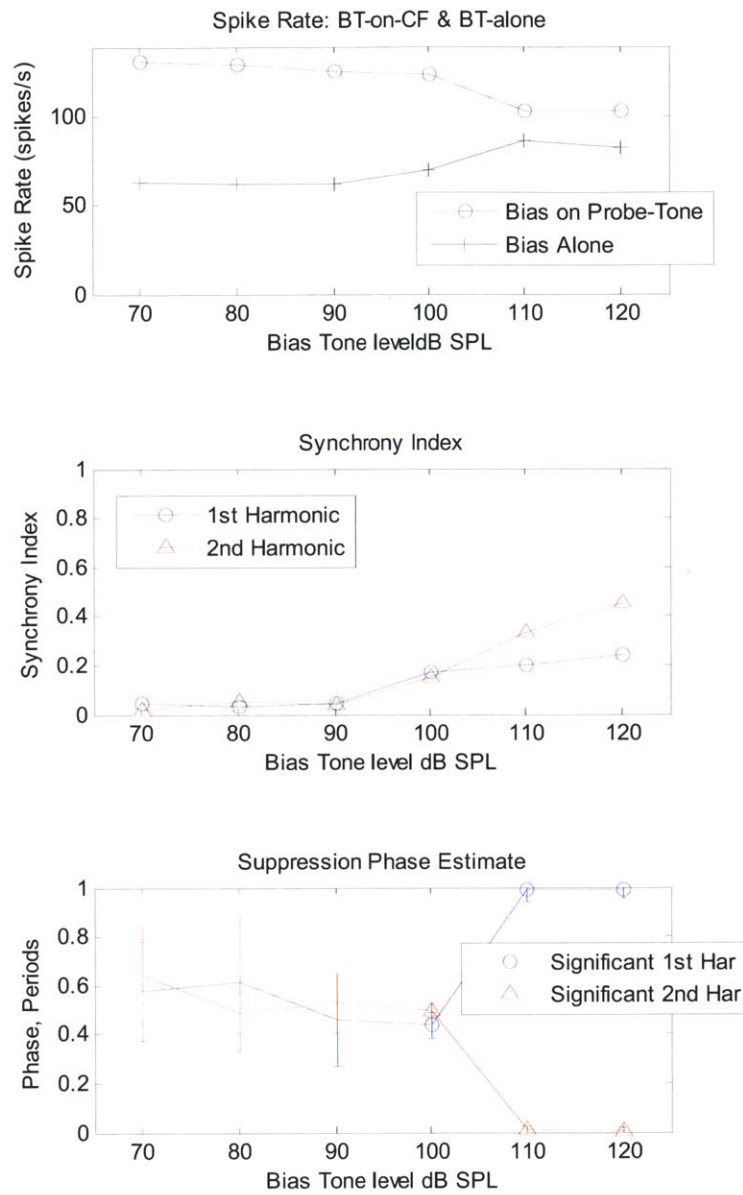 Spike Rate: BT-on-CF & BT-alone
Spike Rate (spikes/s)
100
50
0
Bias on Probe-Tone
Bias Alone
70 80 90 100 110 120
Bias Tone leveldB SPL
Synchrony Index
Synchrony Index
1
0.8
0.6
0.4
0.2
0
1st Harmonic
2nd Harmonic
70 80 90 100 110 120
Bias Tone level dB SPL
Suppression Phase Estimate
Phase, Periods
1
0.8
0.6
0.4
0.2
0
Significant 1st Har
Significant 2nd Har
70 80 90 100 110 120
Bias Tone level dB SPL